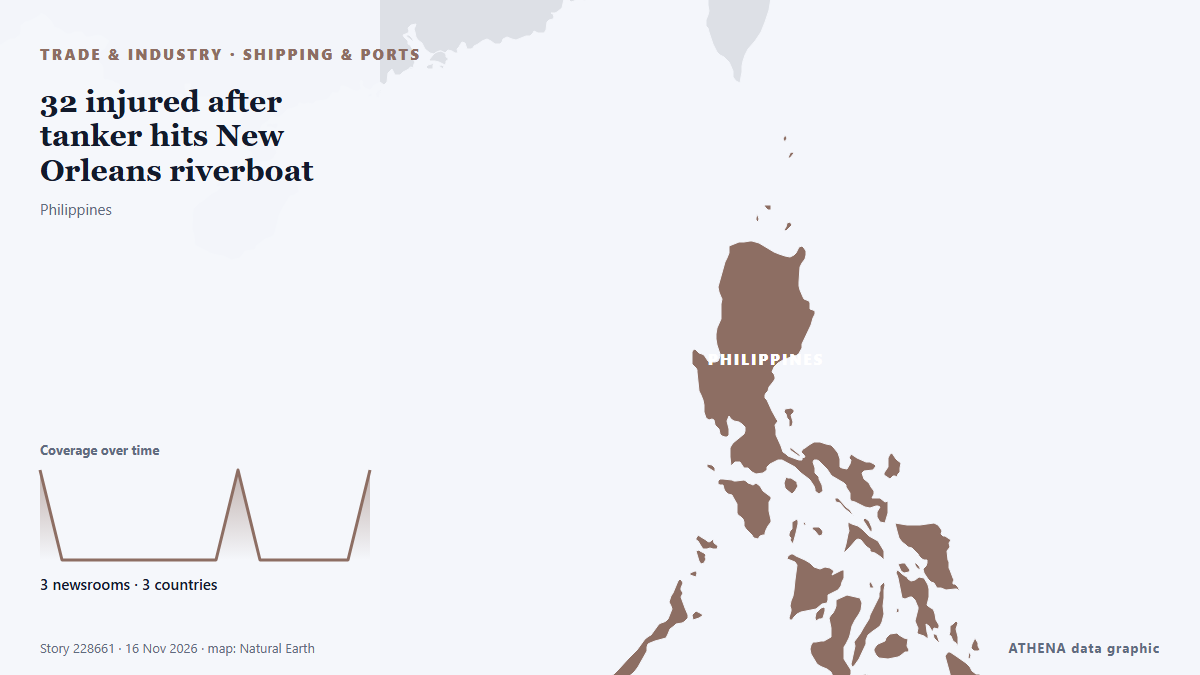 TRADE & INDUSTRY · SHIPPING & PORTS
32 injured after
tanker hits New
Orleans riverboat
Philippines
PHILIPPINES
Coverage over time
3 newsrooms · 3 countries
Story 228661 · 16 Nov 2026 · map: Natural Earth
ATHENA data graphic